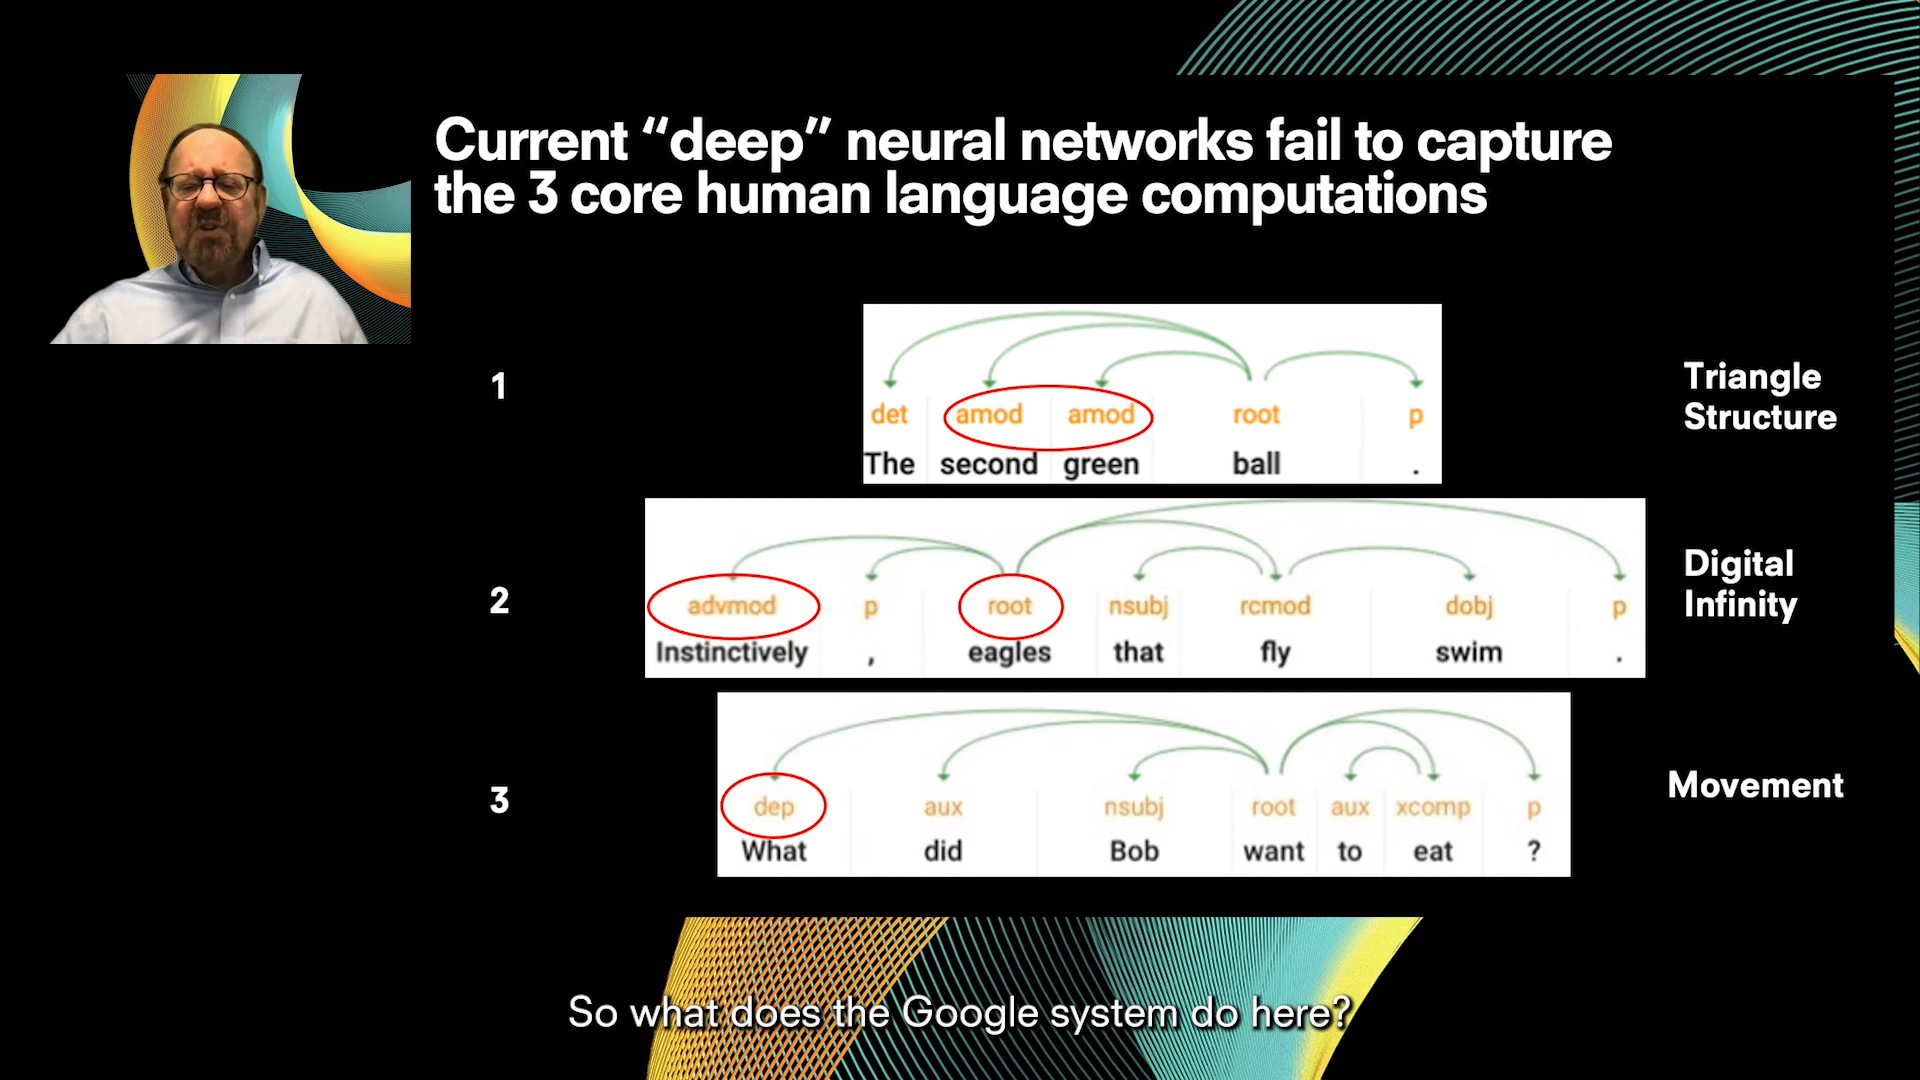 Current “deep” neural networks fail to capture
the 3 core human language computations
1
det amod amod root p
The second green ball .
Triangle
Structure
2
advmod p root nsubj rcmod dobj p
Instinctively , eagles that fly swim .
Digital
Infinity
3
dep aux nsubj root aux xcomp p
What did Bob want to eat ?
Movement
So what does the Google system do here?